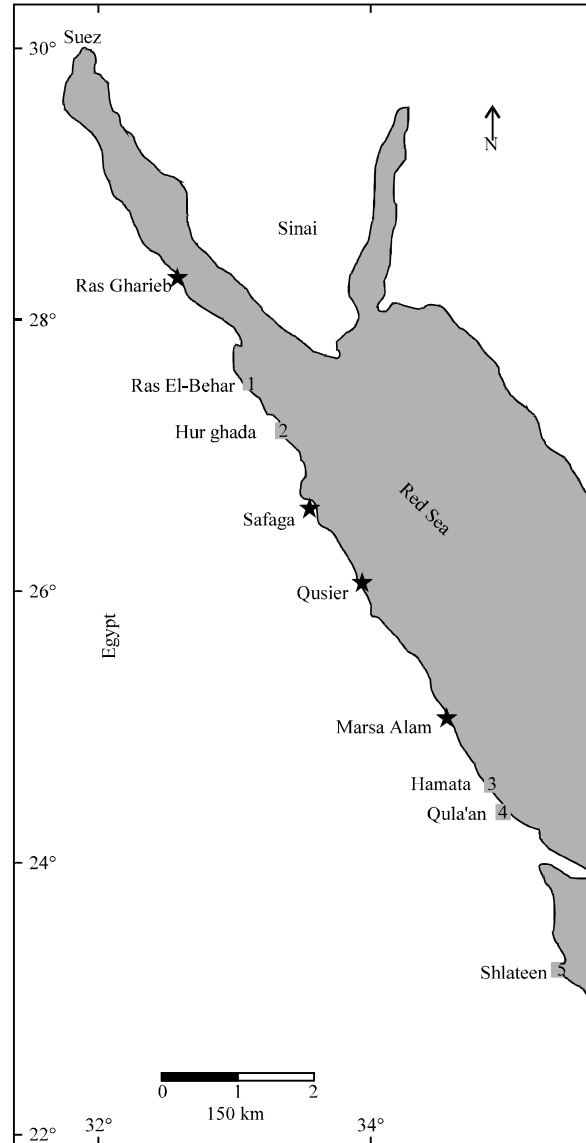 Suez
30°
N
Sinai
Ras Gharieb
28°
Ras El-Behar 1
Hur ghada 2
Red Sea
Safaga
Qusier
26°
Egypt
Marsa Alam
Hamata 3
Qula'an 4
24°
Shlateen 5
0 1 2
150 km
32° 34°
22°